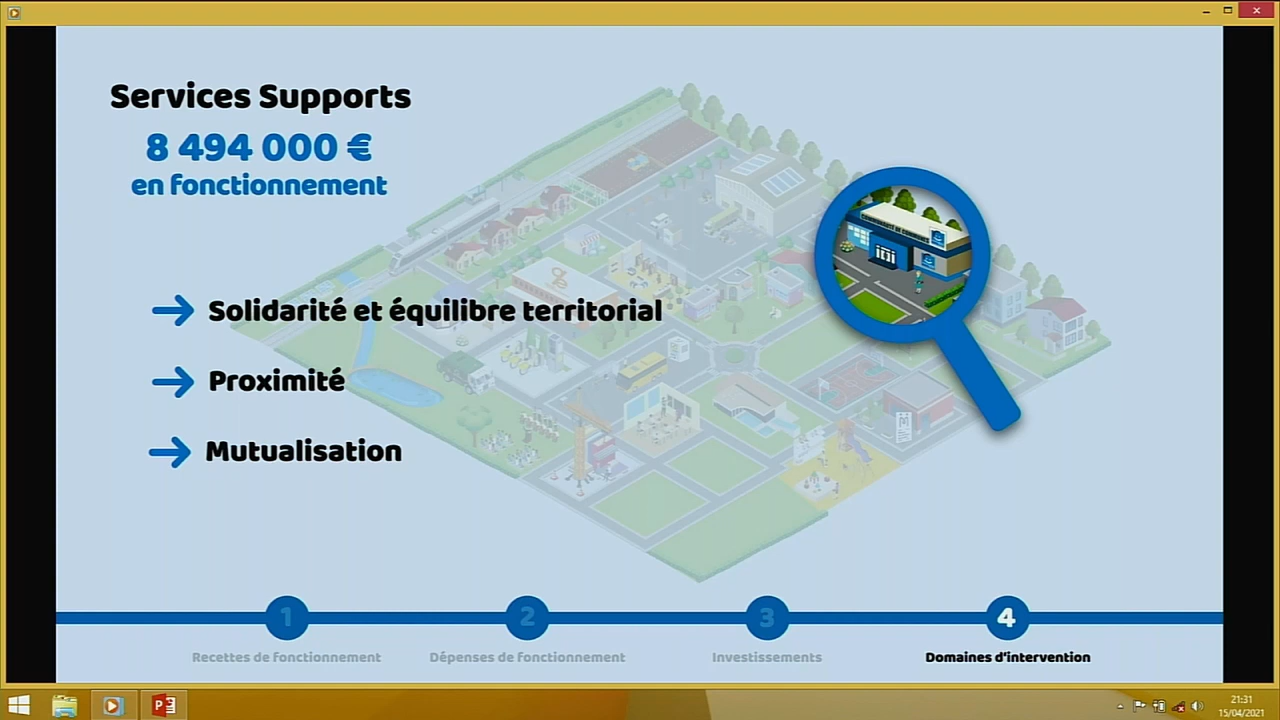 Services Supports
8 494 000 €
en fonctionnement
Solidarité et équilibre territorial
Proximité
Mutualisation
1
2
3
4
Recettes de fonctionnement
Dépenses de fonctionnement
Investissements
Domaines d'intervention
21:31
15/04/2021